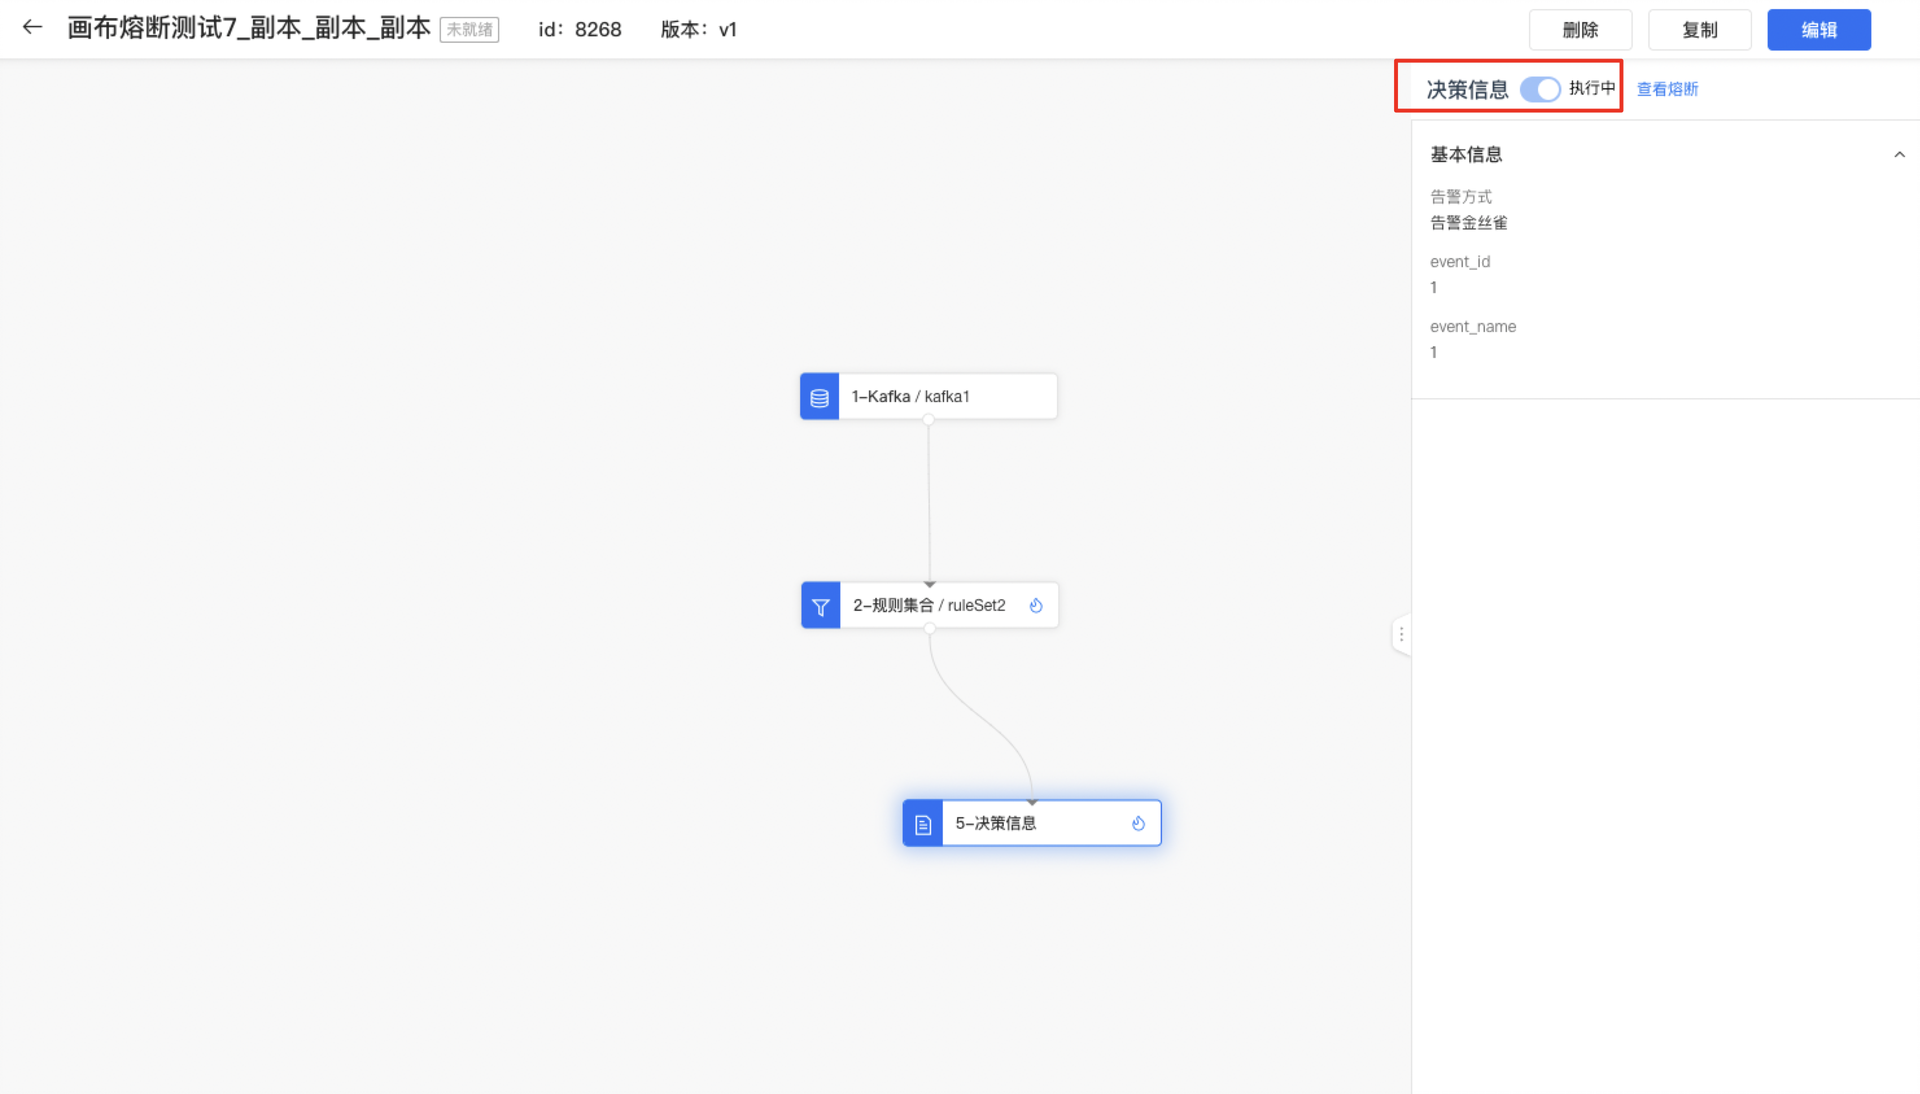 画布熔断测试7_副本_副本_副本 未就绪 id: 8268 版本: v1 删除 复制 编辑
决策信息 执行中 查看熔断
基本信息
告警方式
告警金丝雀
event_id
1
event_name
1
1-Kafka / kafka1
2-规则集合 / ruleSet2
5-决策信息